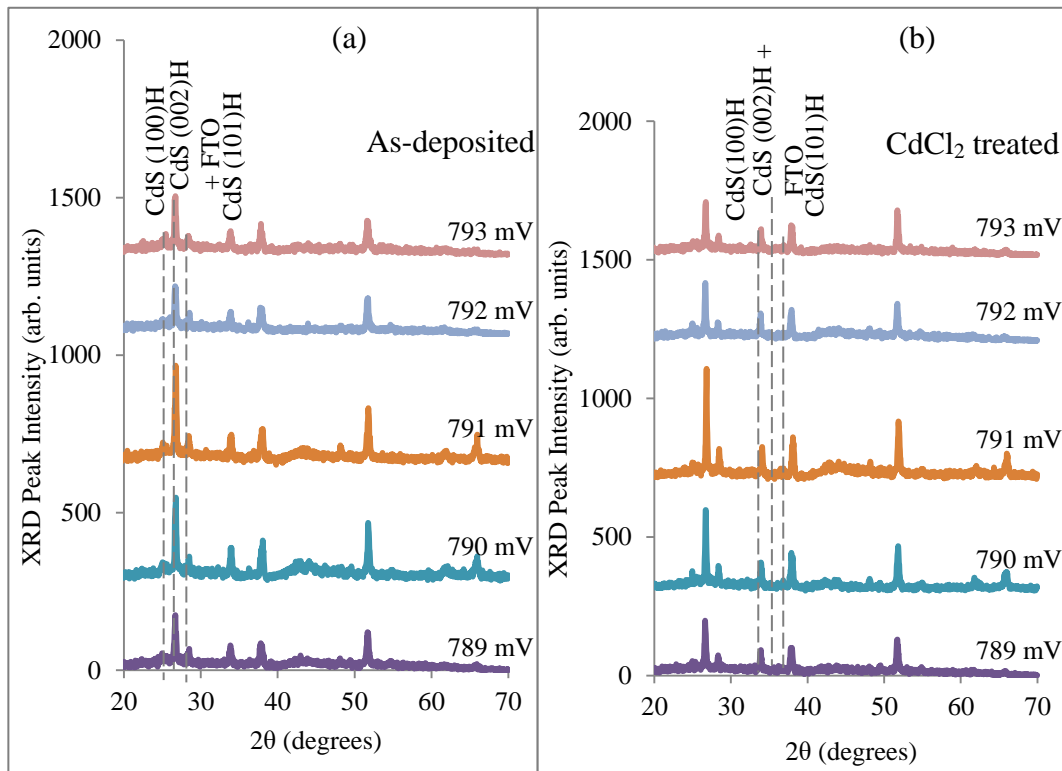 (a)
As-deposited
CdS (100)H
CdS (002)H
+ FTO
CdS (101)H
793 mV
792 mV
791 mV
790 mV
789 mV
2000
1500
1000
500
0
XRD Peak Intensity (arb. units)
20 30 40 50 60 70
2θ (degrees)
(b)
CdCl₂ treated
CdS(100)H
CdS (002)H +
FTO
CdS(101)H
793 mV
792 mV
791 mV
790 mV
789 mV
2000
1500
1000
500
0
XRD Peak Intensity (arb. units)
20 30 40 50 60 70
2θ (degrees)